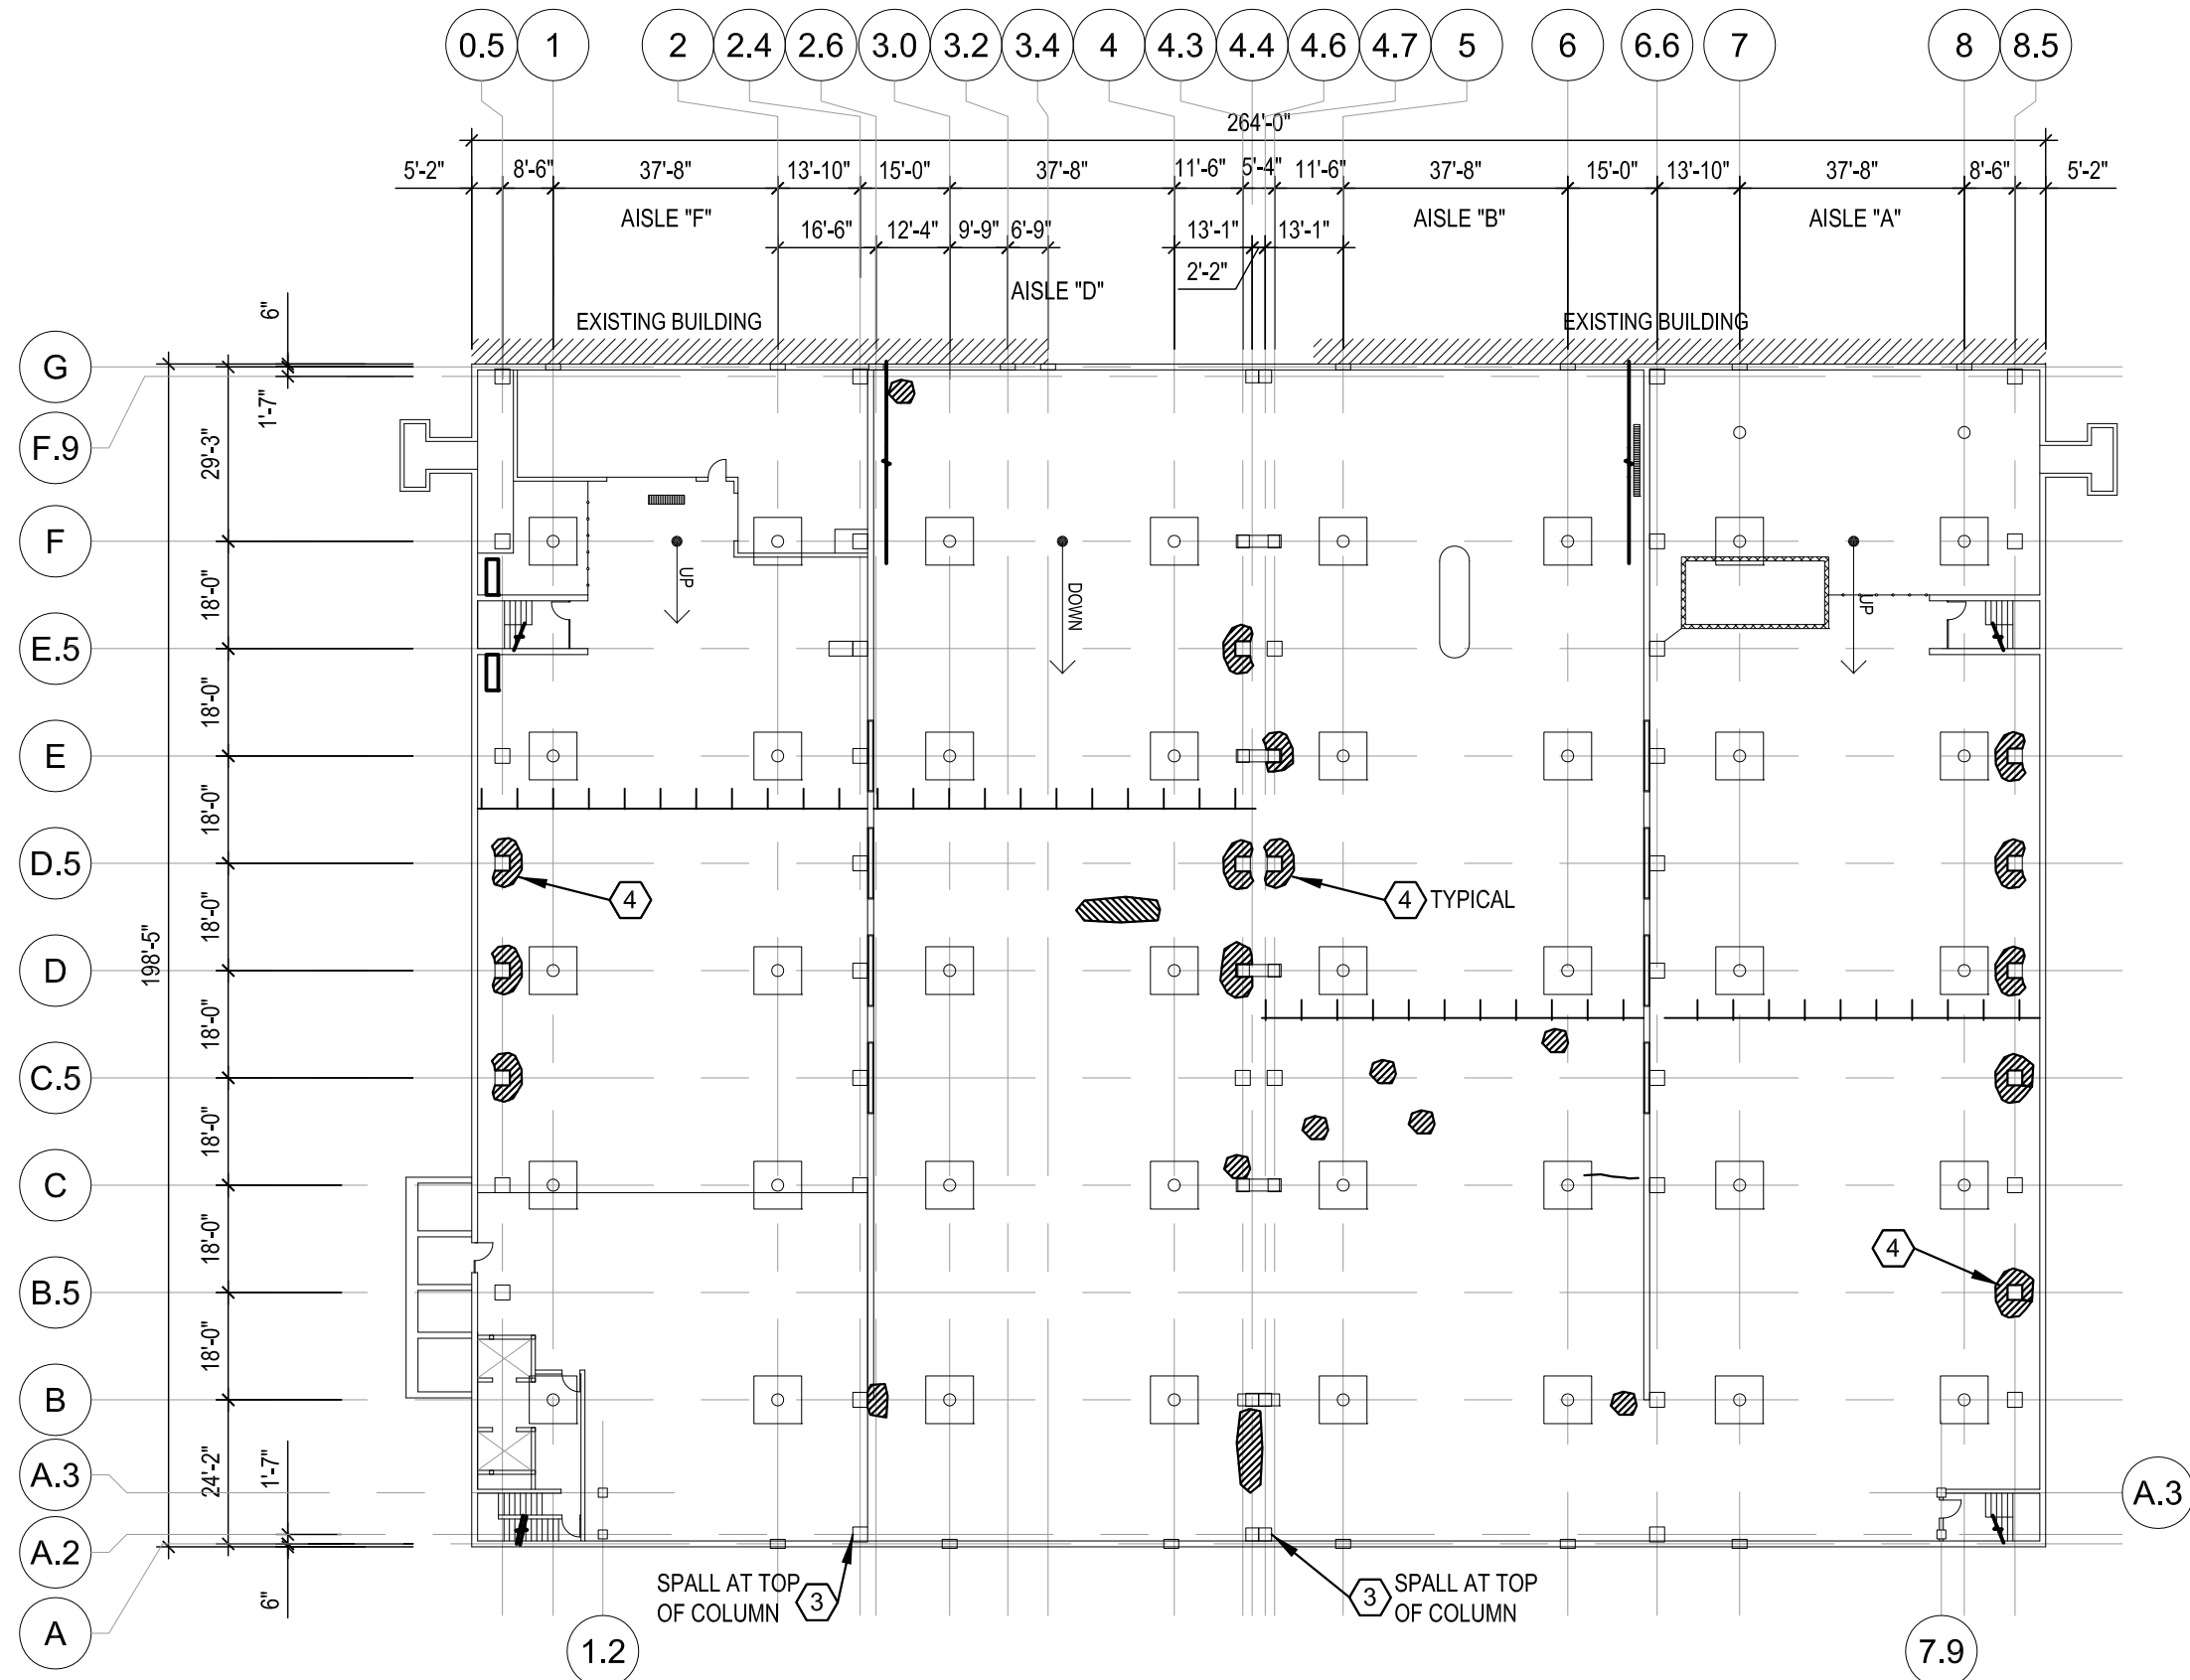 0.5 1 2 2.4 2.6 3.0 3.2 3.4 4 4.3 4.4 4.6 4.7 5 6 6.6 7 8 8.5
264'-0"
5'-2" 8'-6" 37'-8" 13'-10" 15'-0" 37'-8" 11'-6" 5'-4" 11'-6" 37'-8" 15'-0" 13'-10" 37'-8" 8'-6" 5'-2"
AISLE "F" AISLE "B" AISLE "A"
16'-6" 12'-4" 9'-9" 6'-9" 13'-1" 13'-1"
2'-2"
AISLE "D"
EXISTING BUILDING EXISTING BUILDING
6"
G
1'-7"
F.9
29'-3"
F
UP
DOWN
UP
18'-0"
E.5
18'-0"
E
18'-0"
D.5
4
4 TYPICAL
18'-0"
198'-5"
D
18'-0"
C.5
18'-0"
C
18'-0"
4
B.5
18'-0"
B
24'-2"
1'-7"
A.3 A.3
A.2
6"
SPALL AT TOP
OF COLUMN
3
3
SPALL AT TOP
OF COLUMN
A
1.2 7.9